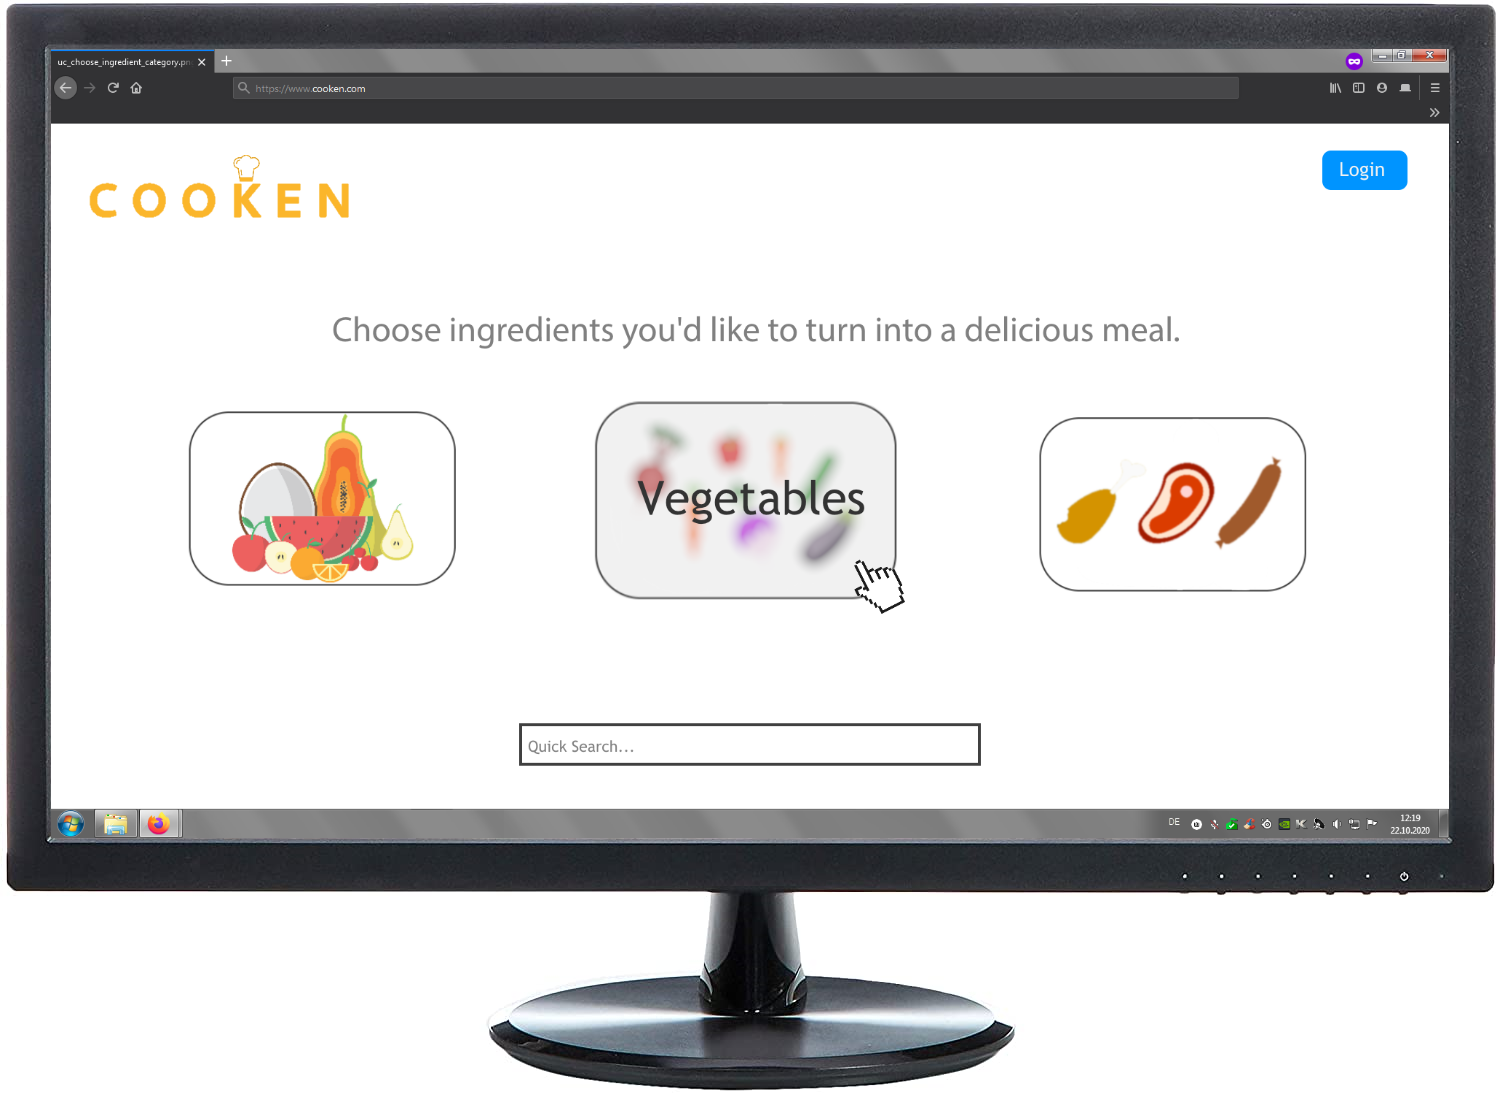 uc_choose_ingredient_category.pn
https://www.cooken.com
COOKEN
Login
Choose ingredients you'd like to turn into a delicious meal.
Vegetables
Quick Search...
DE
12:19
22.10.2020